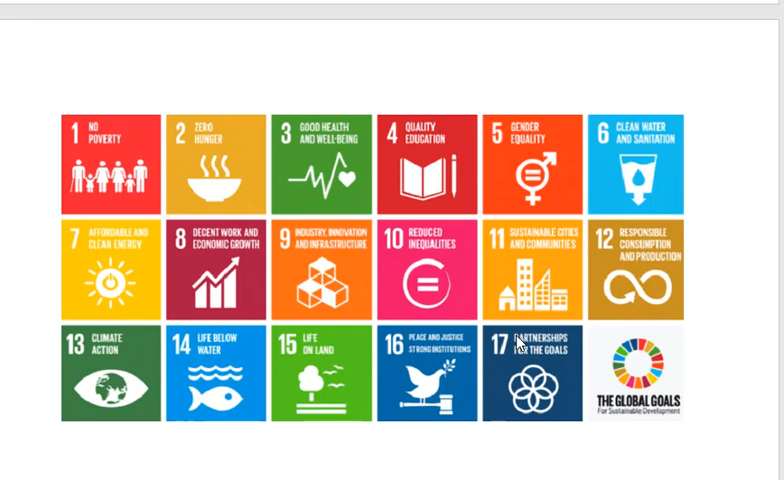 1 NO
POVERTY
2 ZERO
HUNGER
3 GOOD HEALTH
AND WELL-BEING
4 QUALITY
EDUCATION
5 GENDER
EQUALITY
6 CLEAN WATER
AND SANITATION
7 AFFORDABLE AND
CLEAN ENERGY
8 DECENT WORK AND
ECONOMIC GROWTH
9 INDUSTRY, INNOVATION
AND INFRASTRUCTURE
10 REDUCED
INEQUALITIES
11 SUSTAINABLE CITIES
AND COMMUNITIES
12 RESPONSIBLE
CONSUMPTION
AND PRODUCTION
13 CLIMATE
ACTION
14 LIFE BELOW
WATER
15 LIFE
ON LAND
16 PEACE AND JUSTICE
STRONG INSTITUTIONS
17 PARTNERSHIPS
FOR THE GOALS
THE GLOBAL GOALS
For Sustainable Development